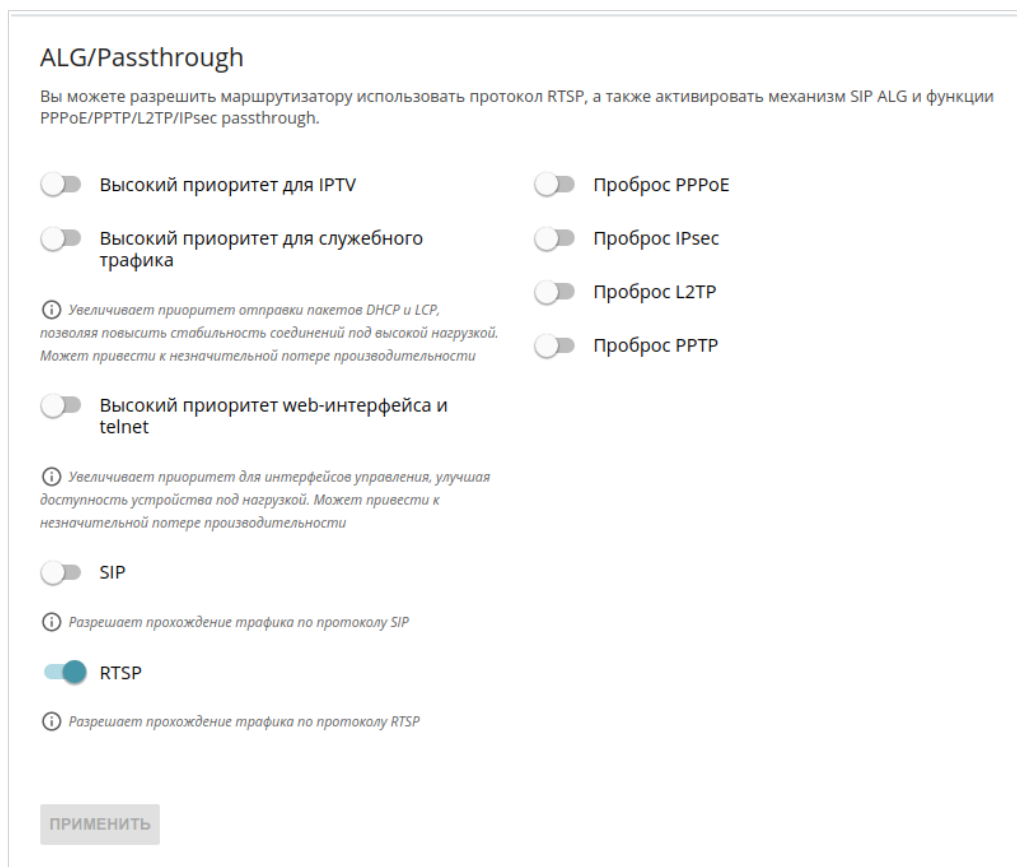 ALG/Passthrough
Вы можете разрешить маршрутизатору использовать протокол RTSP, а также активировать механизм SIP ALG и функции
PPPoE/PPTP/L2TP/IPsec passthrough.
Высокий приоритет для IPTV
Высокий приоритет для служебного
трафика
Увеличивает приоритет отправки пакетов DHCP и LCP,
позволяя повысить стабильность соединений под высокой нагрузкой.
Может привести к незначительной потере производительности
Высокий приоритет web-интерфейса и
telnet
Увеличивает приоритет для интерфейсов управления, улучшая
доступность устройства под нагрузкой. Может привести к
незначительной потере производительности
SIP
Разрешает прохождение трафика по протоколу SIP
RTSP
Разрешает прохождение трафика по протоколу RTSP
Проброс PPPoE
Проброс IPsec
Проброс L2TP
Проброс PPTP
ПРИМЕНИТЬ